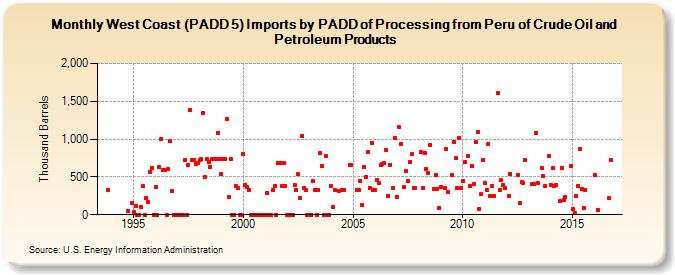 Monthly West Coast (PADD 5) Imports by PADD of Processing from Peru of Crude Oil and
Petroleum Products
Thousand Barrels
2,000
1,500
1,000
500
0
1995
2000
2005
2010
2015
Source: U.S. Energy Information Administration